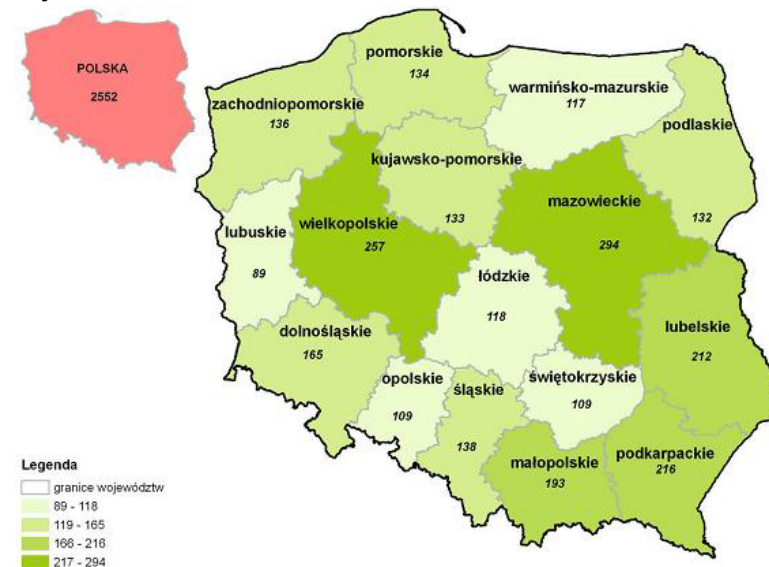 POLSKA
2552
pomorskie
134
warmińsko-mazurskie
117
zachodniopomorskie
136
podlaskie
132
kujawsko-pomorskie
133
mazowieckie
294
wielkopolskie
257
lubuskie
89
łódzkie
118
lubelskie
212
dolnośląskie
165
opolskie
109
śląskie
138
świętokrzyskie
109
małopolskie
193
podkarpackie
216
Legenda
granice województw
89 - 118
119 - 165
166 - 216
217 - 294